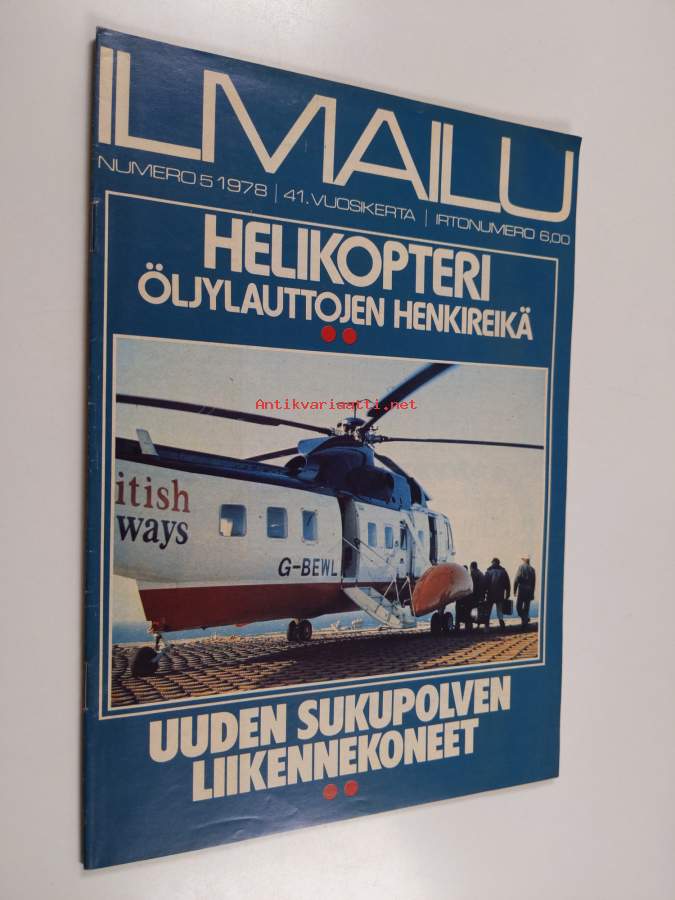 ILMAILU
NUMERO 5 1978 | 41. VUOSIKERTA | IRTONUMERO 6,00
HELIKOPTERI
ÖLJYLAUTTOJEN HENKIREIKÄ
Antikvariaatti.net
itish
ways
G-BEWL
UUDEN SUKUPOLVEN
LIIKENNEKONEET